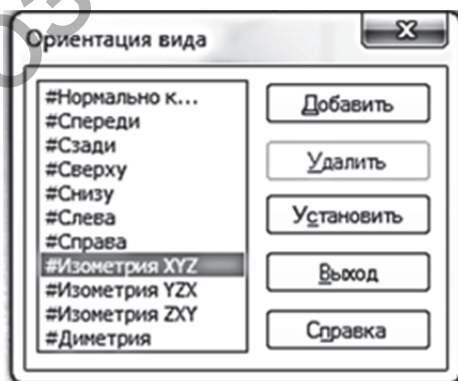 Ориентация вида
#Нормально к...
#Спереди
#Сзади
#Сверху
#Снизу
#Слева
#Справа
#Изометрия XYZ
#Изометрия YZX
#Изометрия ZXY
#Диметрия
Добавить
Удалить
Установить
Выход
Справка